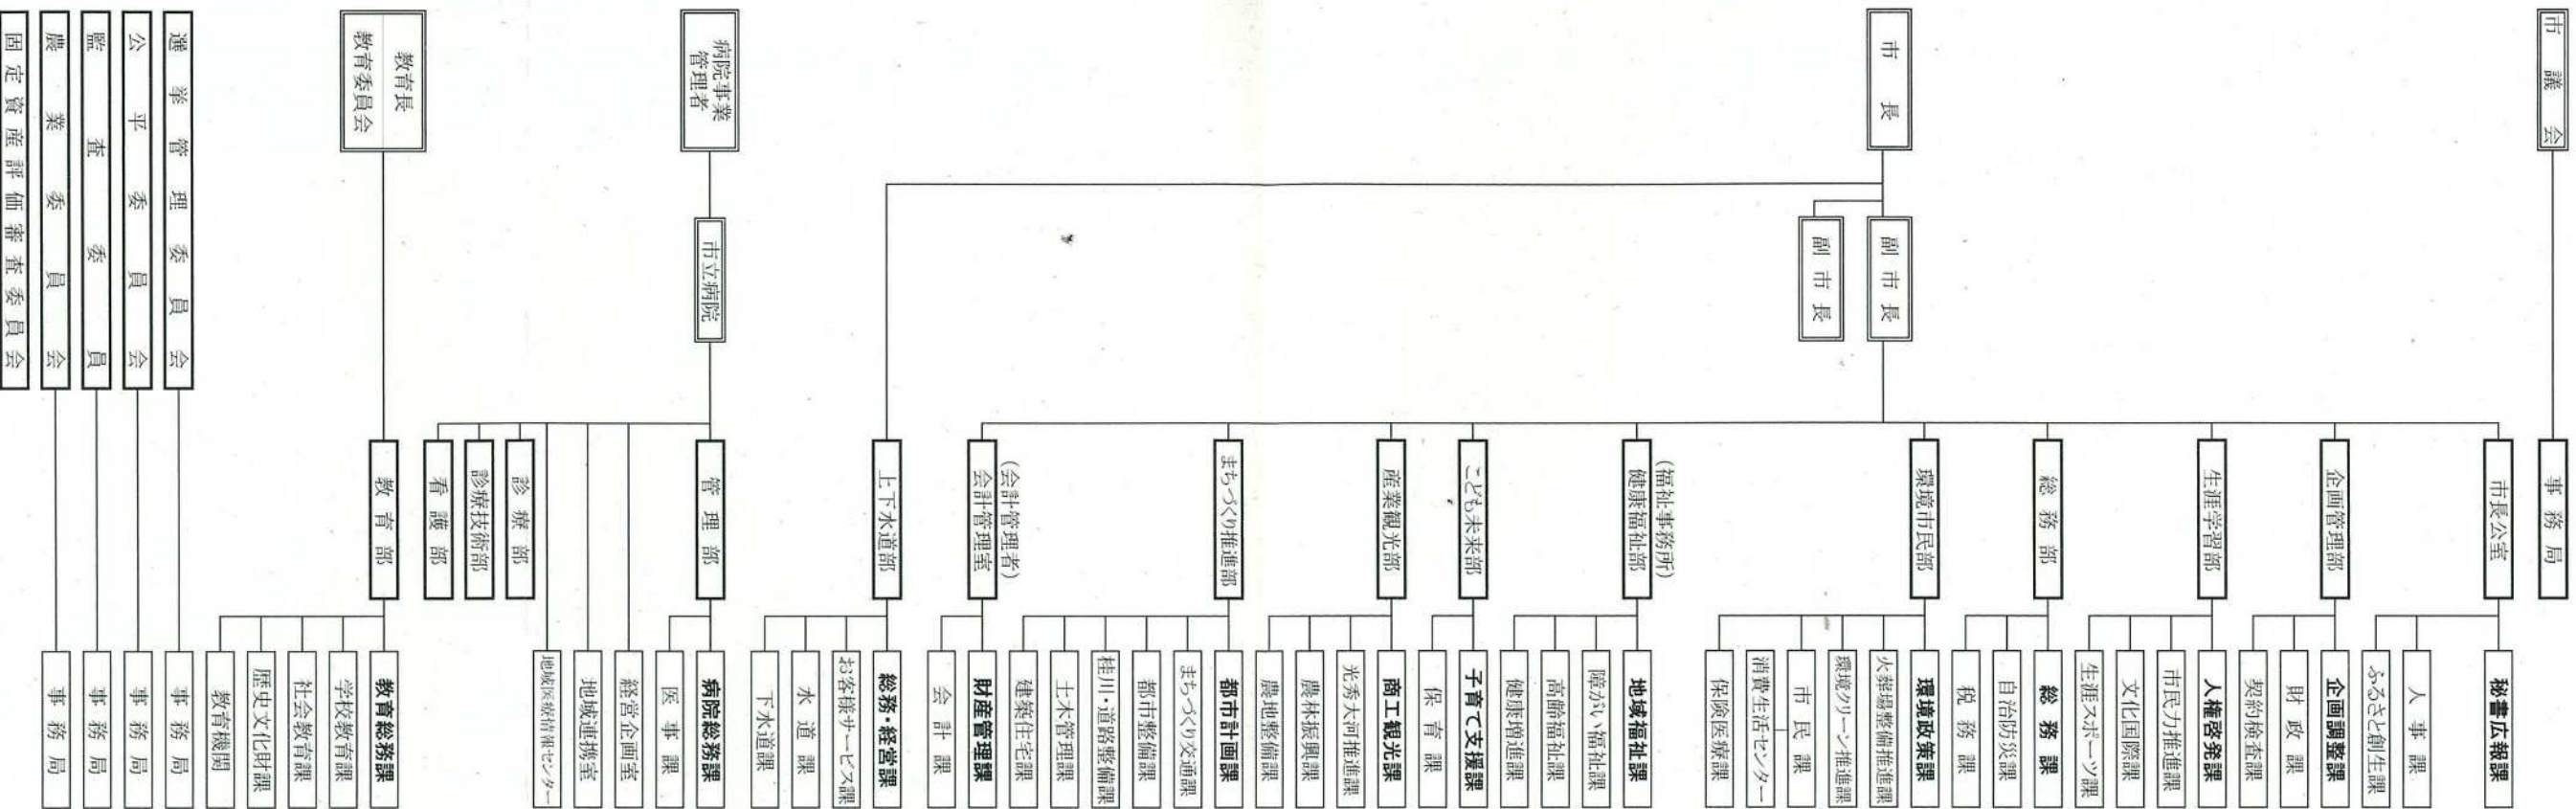 市議会
事務局
市長
副市長
副市長
市長公室
秘書広報課
人事課
ふるさと創生課
企画管理部
企画調整課
財政課
契約検査課
生涯学習部
人権啓発課
市民力推進課
文化国際課
生涯スポーツ課
総務部
総務課
自治防災課
税務課
環境市民部
環境政策課
火葬場整備推進課
環境クリーン推進課
市民課
消費生活センター
保険医療課
(福祉事務所)
健康福祉部
地域福祉課
障がい福祉課
高齢福祉課
健康増進課
こども未来部
子育て支援課
保育課
産業観光部
商工観光課
光秀大河推進課
農林振興課
農地整備課
まちづくり推進部
都市計画課
まちづくり交通課
都市整備課
桂川・道路整備課
土木管理課
建築住宅課
(会計管理者)
会計管理室
財産管理課
会計課
上下水道部
総務・経営課
お客様サービス課
水道課
下水道課
病院事業
管理者
市立病院
管理部
病院総務課
医事課
経営企画室
地域連携室
地域医療情報センター
診療部
診療技術部
看護部
教育長
教育委員会
教育部
教育総務課
学校教育課
社会教育課
歴史文化財課
教育機関
選挙管理委員会
事務局
公平委員会
事務局
監査委員
事務局
農業委員会
事務局
固定資産評価審査委員会